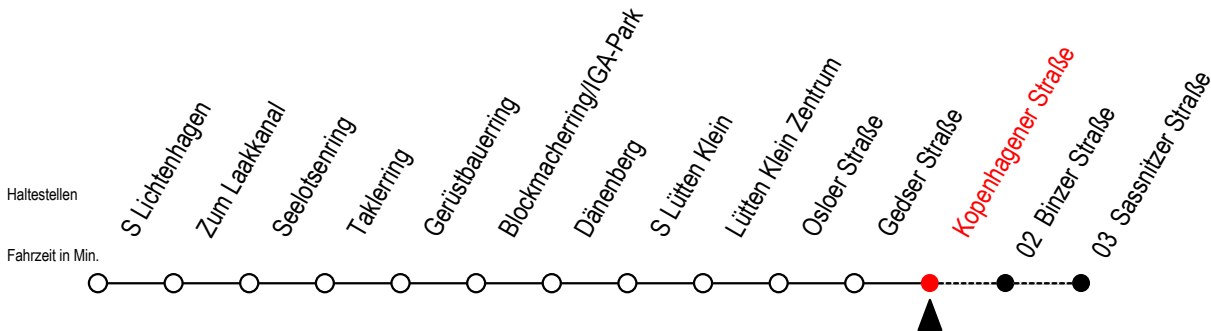 Haltestellen
Fahrzeit in Min.
S Lichtenhagen
Zum Laakkanal
Seelotsenring
Taklerring
Gerüstbauerring
Blockmacherring/IGA-Park
Dänenberg
S Lütten Klein
Lütten Klein Zentrum
Osloer Straße
Gedser Straße
Kopenhagener Straße
02 Binzer Straße
03 Sassnitzer Straße